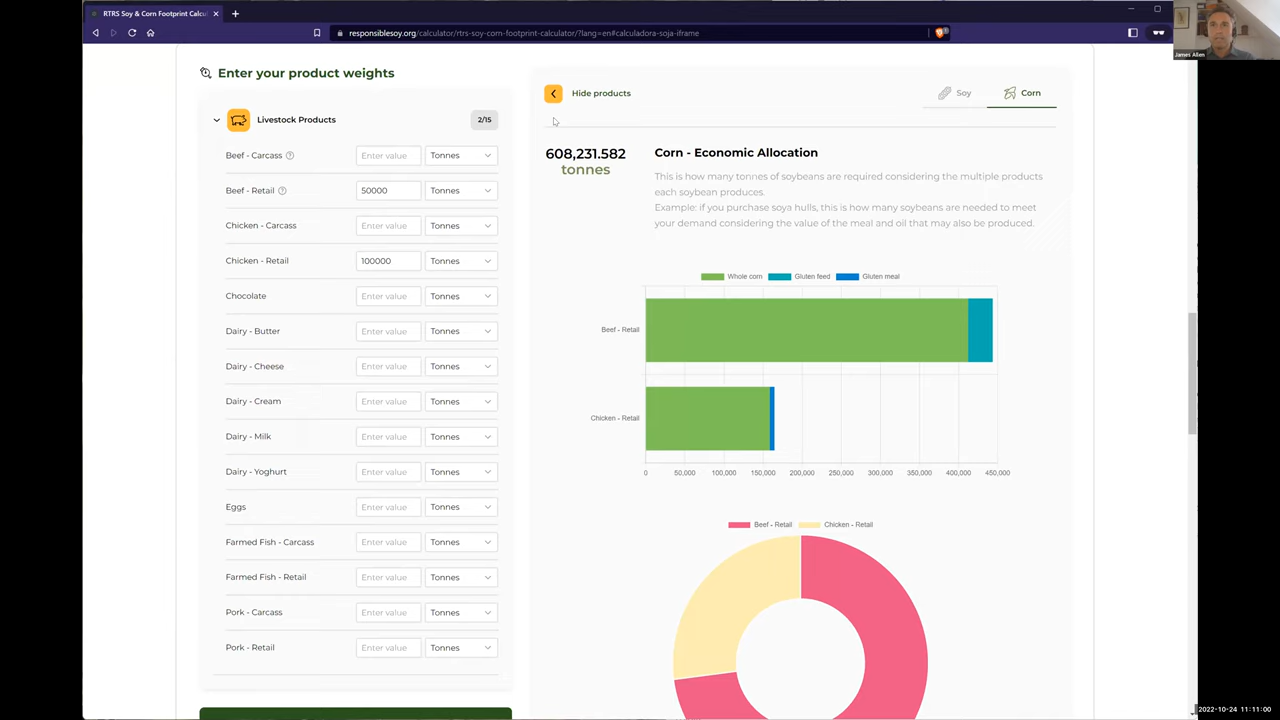 RTRS Soy & Corn Footprint Calcu
responsiblesoy.org/calculator/rtrs-soy-corn-footprint-calculator/?lang=en#calculadora-soja-iframe
James Allen
Enter your product weights
Livestock Products 2/15
Beef - Carcass Enter value Tonnes
Beef - Retail 50000 Tonnes
Chicken - Carcass Enter value Tonnes
Chicken - Retail 100000 Tonnes
Chocolate Enter value Tonnes
Dairy - Butter Enter value Tonnes
Dairy - Cheese Enter value Tonnes
Dairy - Cream Enter value Tonnes
Dairy - Milk Enter value Tonnes
Dairy - Yoghurt Enter value Tonnes
Eggs Enter value Tonnes
Farmed Fish - Carcass Enter value Tonnes
Farmed Fish - Retail Enter value Tonnes
Pork - Carcass Enter value Tonnes
Pork - Retail Enter value Tonnes
Hide products
Soy Corn
608,231.582
tonnes
Corn - Economic Allocation
This is how many tonnes of soybeans are required considering the multiple products
each soybean produces.
Example: if you purchase soya hulls, this is how many soybeans are needed to meet
your demand considering the value of the meal and oil that may also be produced.
Whole corn Gluten feed Gluten meal
Beef - Retail
Chicken - Retail
0 50,000 100,000 150,000 200,000 250,000 300,000 350,000 400,000 450,000
Beef - Retail Chicken - Retail
2022-10-24 11:11:00